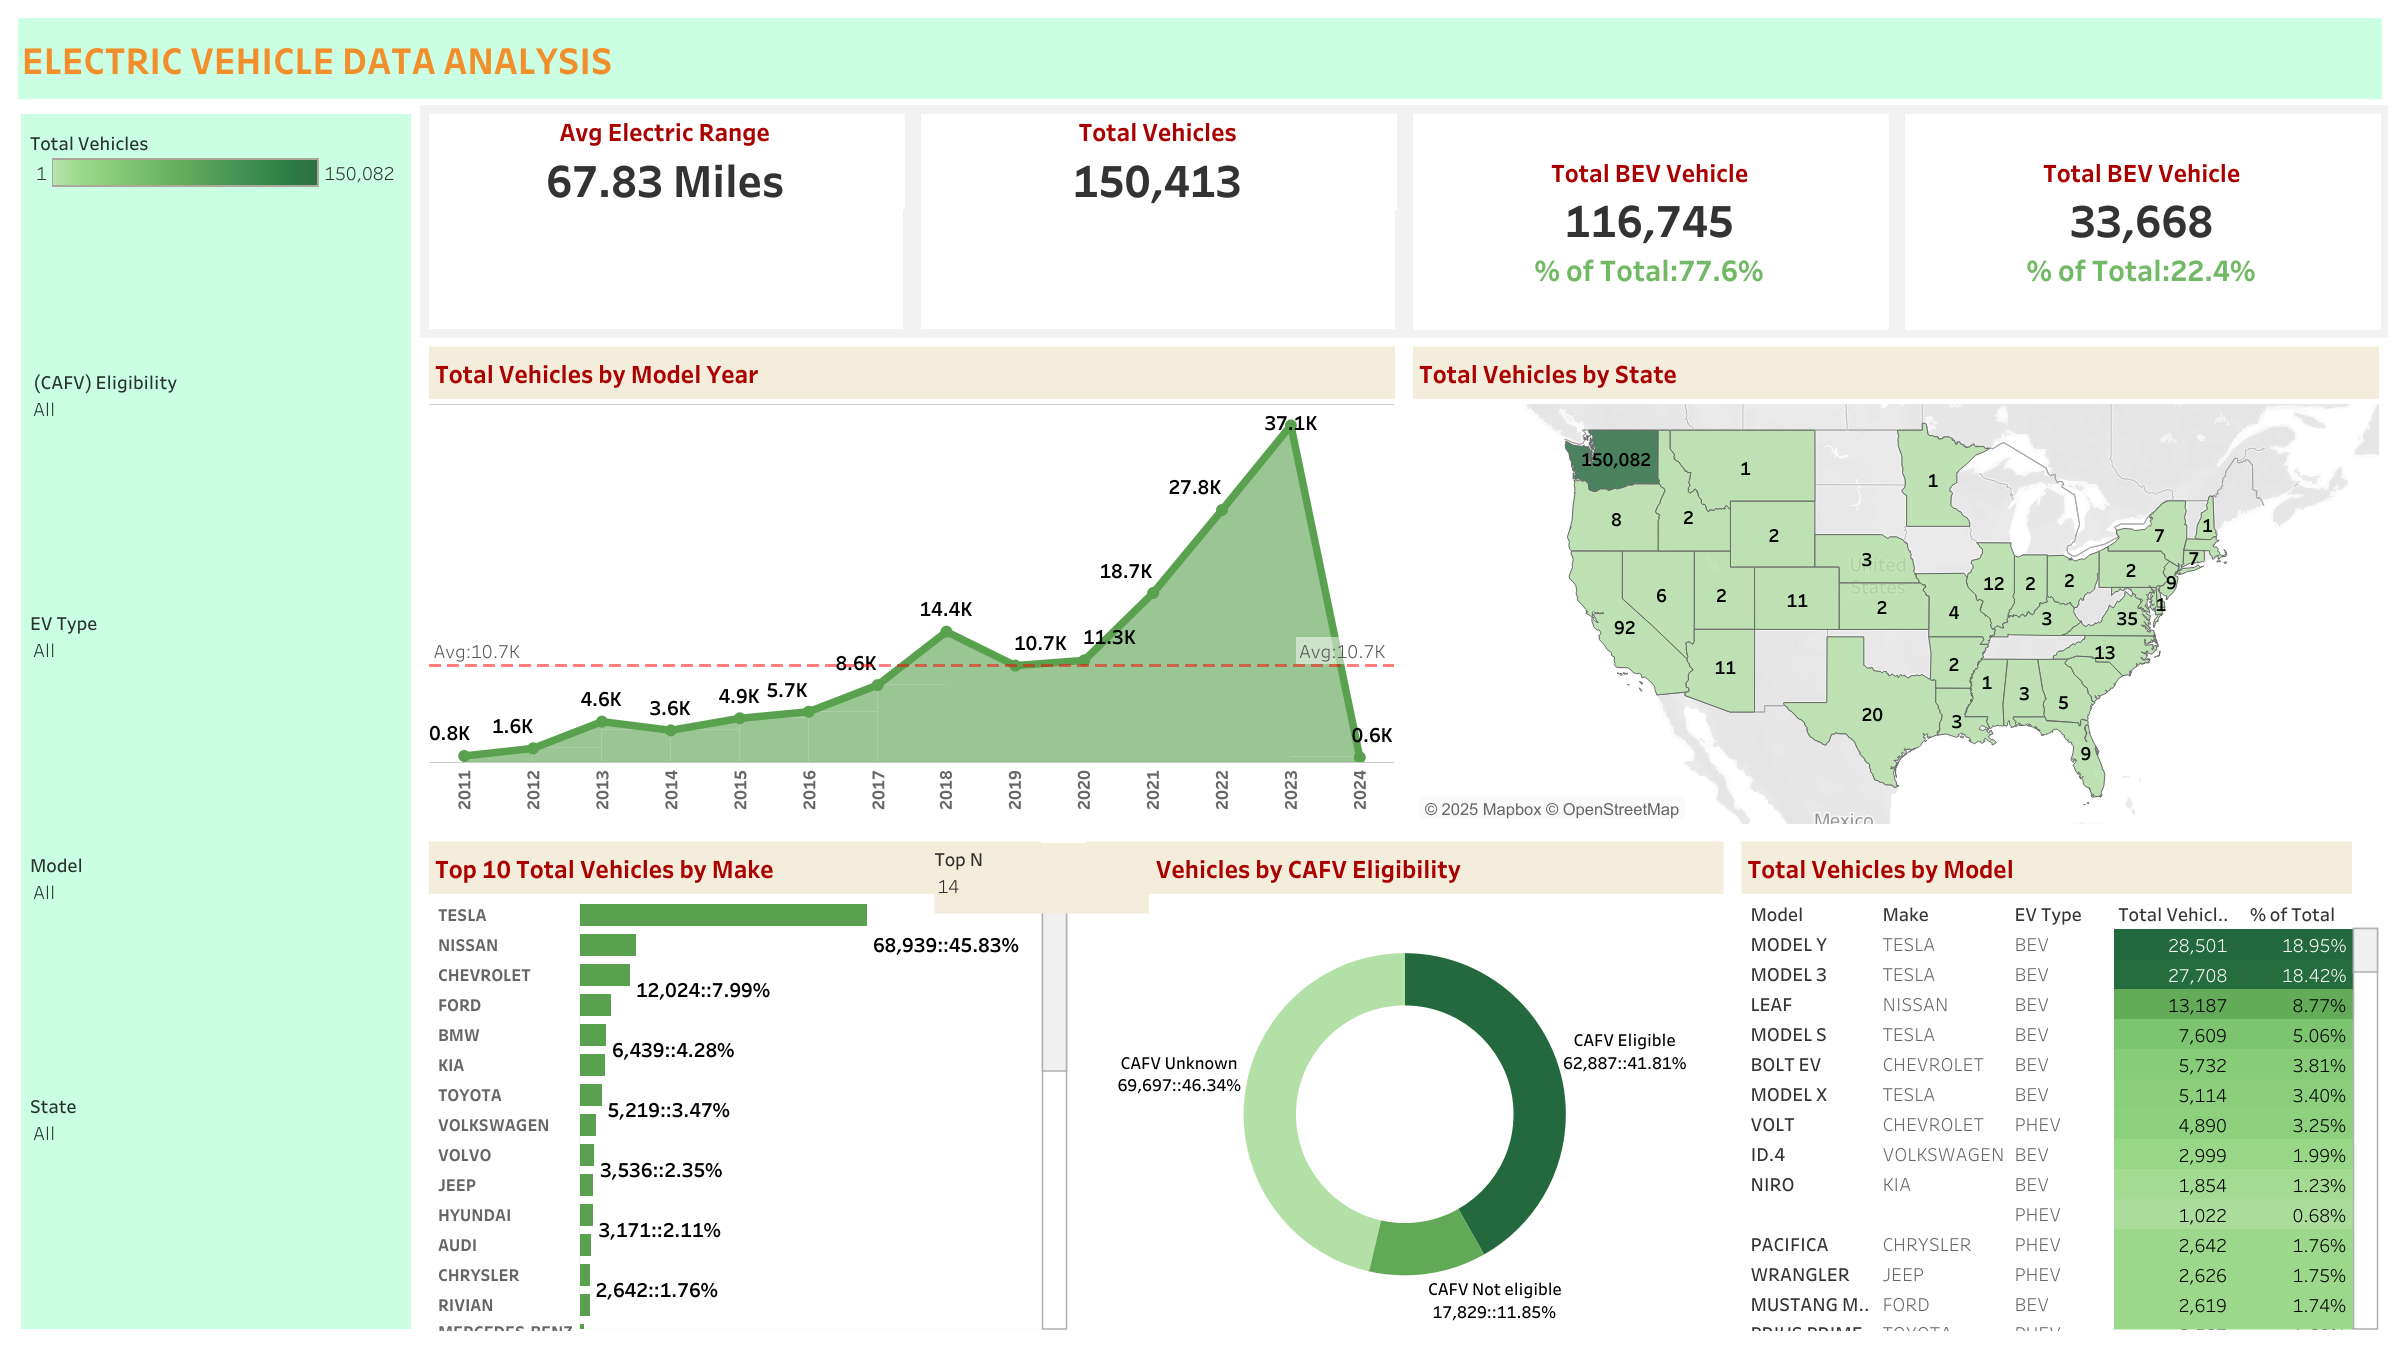 ELECTRIC VEHICLE DATA ANALYSIS
Total Vehicles
1 150,082
(CAFV) Eligibility
All
EV Type
All
Model
All
State
All
Avg Electric Range
67.83 Miles
Total Vehicles
150,413
Total BEV Vehicle
116,745
% of Total:77.6%
Total BEV Vehicle
33,668
% of Total:22.4%
Total Vehicles by Model Year
37.1K
27.8K
18.7K
14.4K
10.7K
11.3K
8.6K
Avg:10.7K
Avg:10.7K
4.6K
3.6K
4.9K
5.7K
0.8K
1.6K
0.6K
2011
2012
2013
2014
2015
2016
2017
2018
2019
2020
2021
2022
2023
2024
Total Vehicles by State
150,082
1
1
8
2
2
7
1
3
United
States
7
12
2
2
2
9
6
2
11
2
4
3
1
35
92
13
11
2
1
3
5
20
3
9
© 2025 Mapbox © OpenStreetMap
Mexico
Top 10 Total Vehicles by Make
Top N
14
TESLA
68,939::45.83%
NISSAN
CHEVROLET
12,024::7.99%
FORD
BMW
6,439::4.28%
KIA
TOYOTA
5,219::3.47%
VOLKSWAGEN
VOLVO
3,536::2.35%
JEEP
HYUNDAI
3,171::2.11%
AUDI
CHRYSLER
2,642::1.76%
RIVIAN
MERCEDES-BENZ
Vehicles by CAFV Eligibility
CAFV Eligible
62,887::41.81%
CAFV Unknown
69,697::46.34%
CAFV Not eligible
17,829::11.85%
Total Vehicles by Model
Model Make EV Type Total Vehicl.. % of Total
MODEL Y TESLA BEV 28,501 18.95%
MODEL 3 TESLA BEV 27,708 18.42%
LEAF NISSAN BEV 13,187 8.77%
MODEL S TESLA BEV 7,609 5.06%
BOLT EV CHEVROLET BEV 5,732 3.81%
MODEL X TESLA BEV 5,114 3.40%
VOLT CHEVROLET PHEV 4,890 3.25%
ID.4 VOLKSWAGEN BEV 2,999 1.99%
NIRO KIA BEV 1,854 1.23%
PHEV 1,022 0.68%
PACIFICA CHRYSLER PHEV 2,642 1.76%
WRANGLER JEEP PHEV 2,626 1.75%
MUSTANG M.. FORD BEV 2,619 1.74%
PRIUS PRIME TOYOTA PHEV